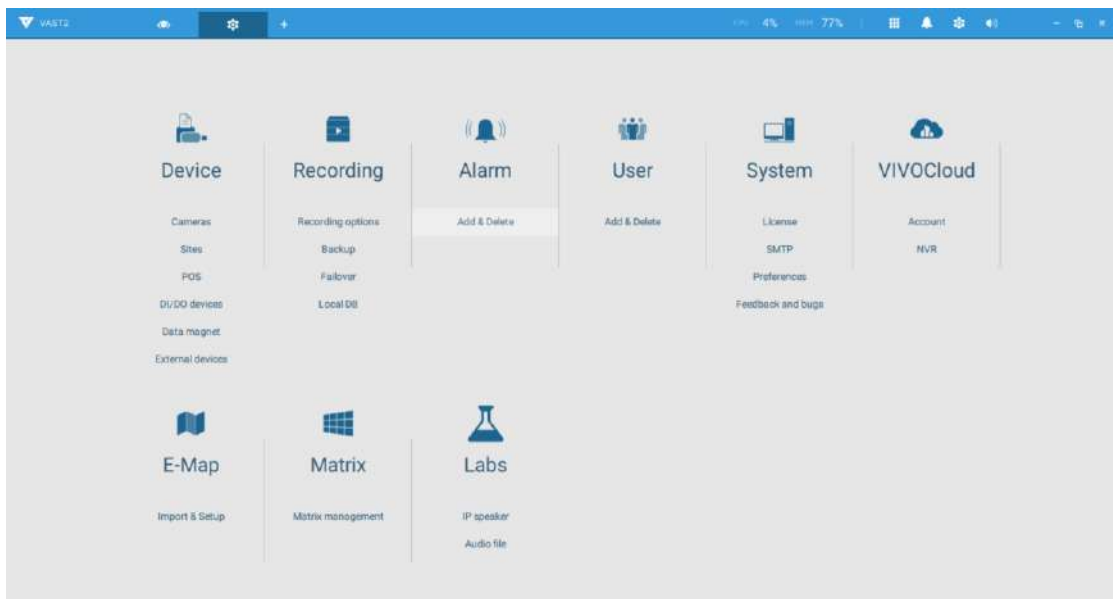 VAST2
CPU 4% MEM 77%
Device Recording Alarm User System VIVOCloud
Cameras Recording options Add & Delete Add & Delete License Account
Sites Backup SMTP NVR
POS Failover Preferences
DI/DO devices Local DB Feedback and bugs
Data magnet
External devices
E-Map Matrix Labs
Import & Setup Matrix management IP speaker
Audio file